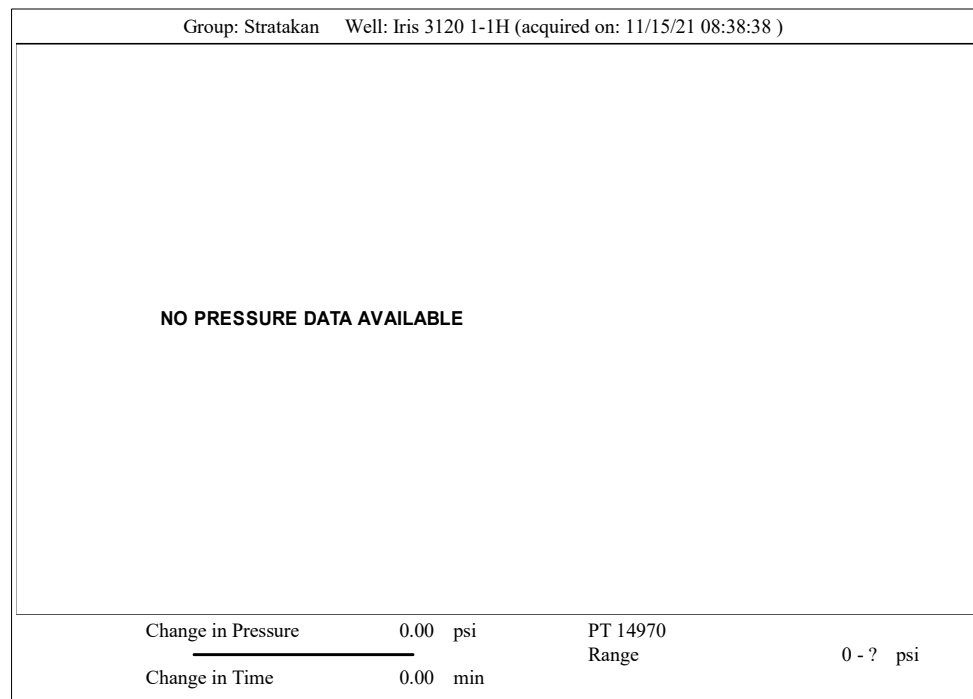 Group: Stratakan Well: Iris 3120 1-1H (acquired on: 11/15/21 08:38:38 )
NO PRESSURE DATA AVAILABLE
Change in Pressure 0.00 psi PT 14970
Range 0 - ? psi
Change in Time 0.00 min